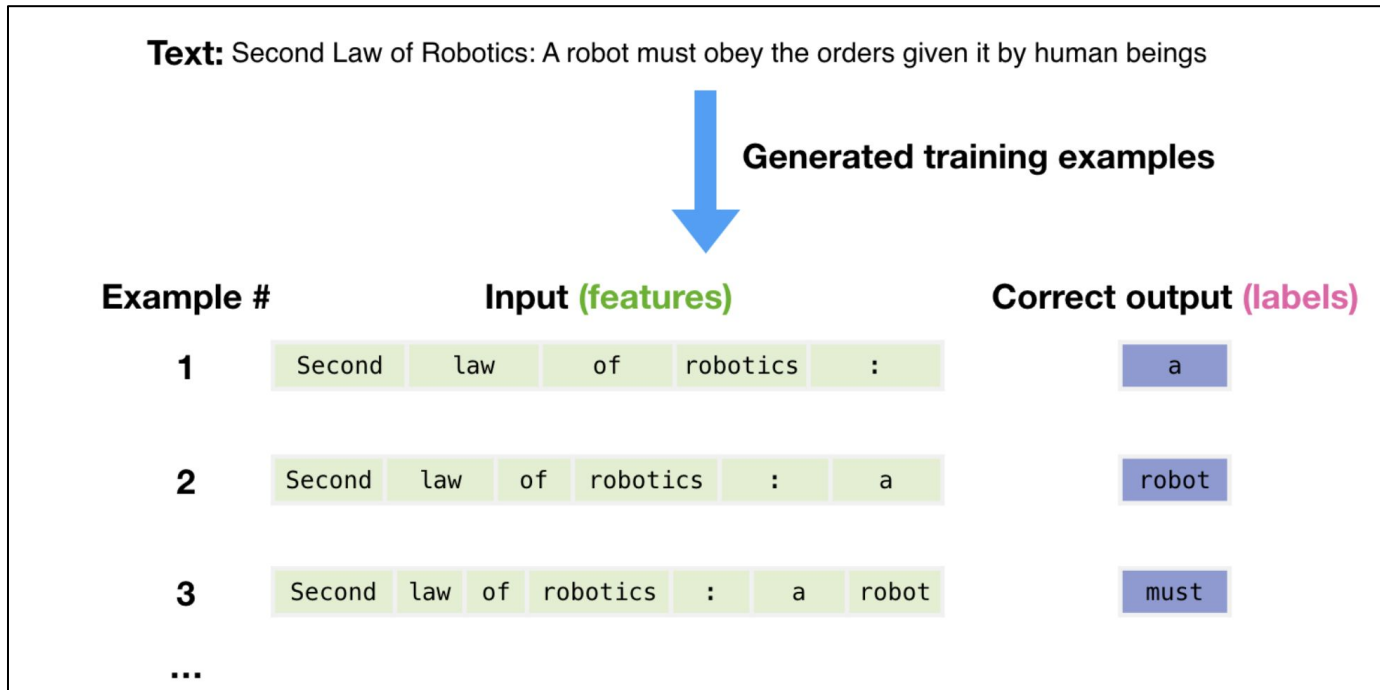 Text: Second Law of Robotics: A robot must obey the orders given it by human beings
Generated training examples
Example # Input (features) Correct output (labels)
1 Second law of robotics : a
2 Second law of robotics : a robot
3 Second law of robotics : a robot must
...